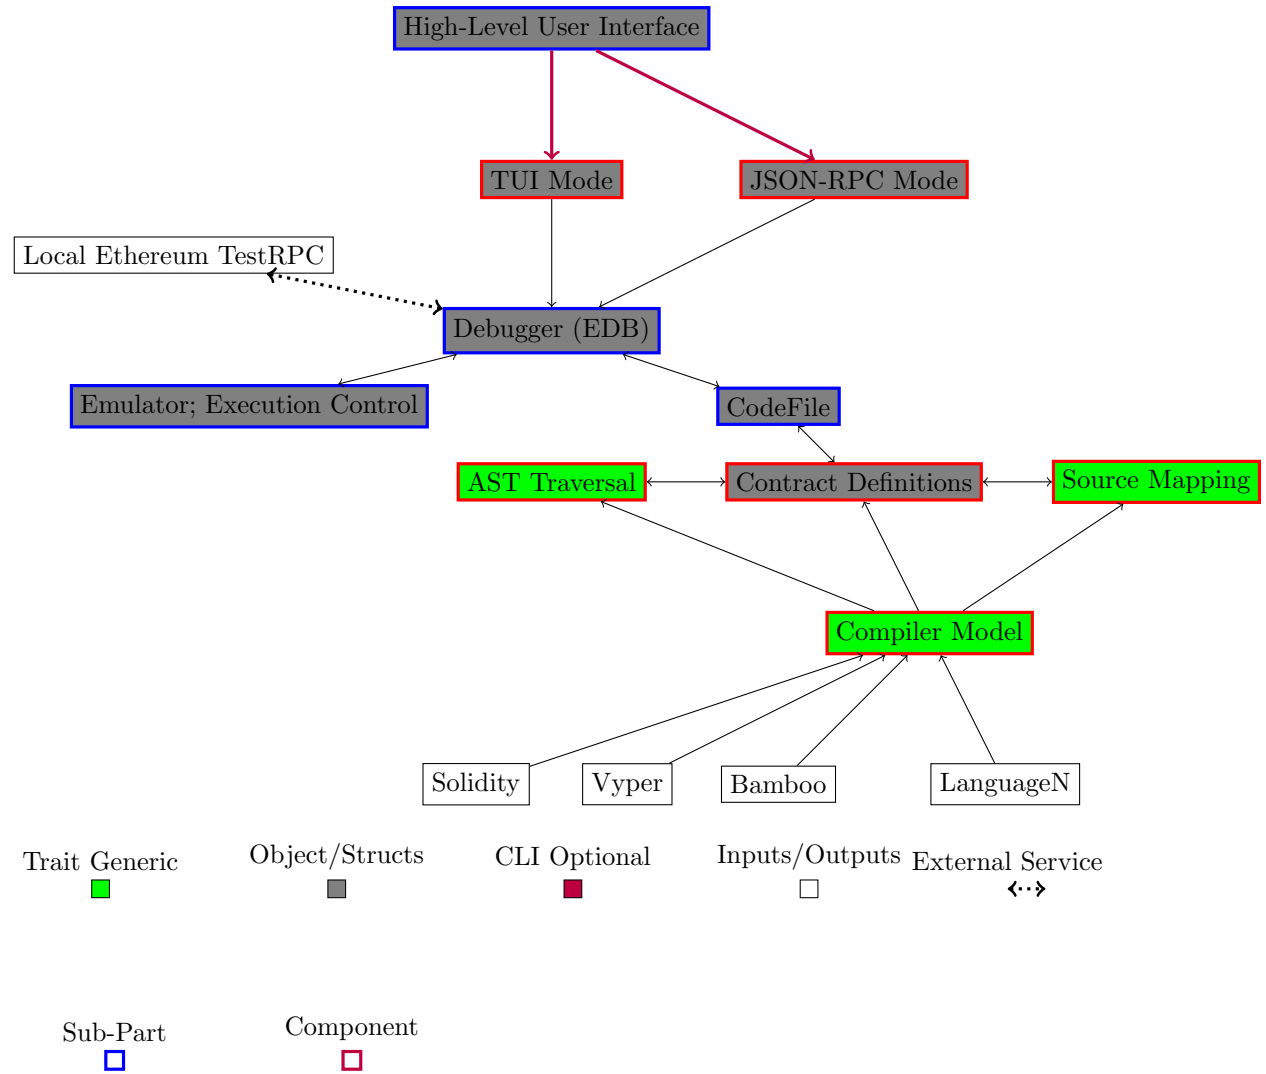 High-Level User Interface
TUI Mode
JSON-RPC Mode
Local Ethereum TestRPC
Debugger (EDB)
Emulator; Execution Control
CodeFile
AST Traversal
Contract Definitions
Source Mapping
Compiler Model
Solidity
Vyper
Bamboo
LanguageN
Trait Generic
Object/Structs
CLI Optional
Inputs/Outputs
External Service
Sub-Part
Component